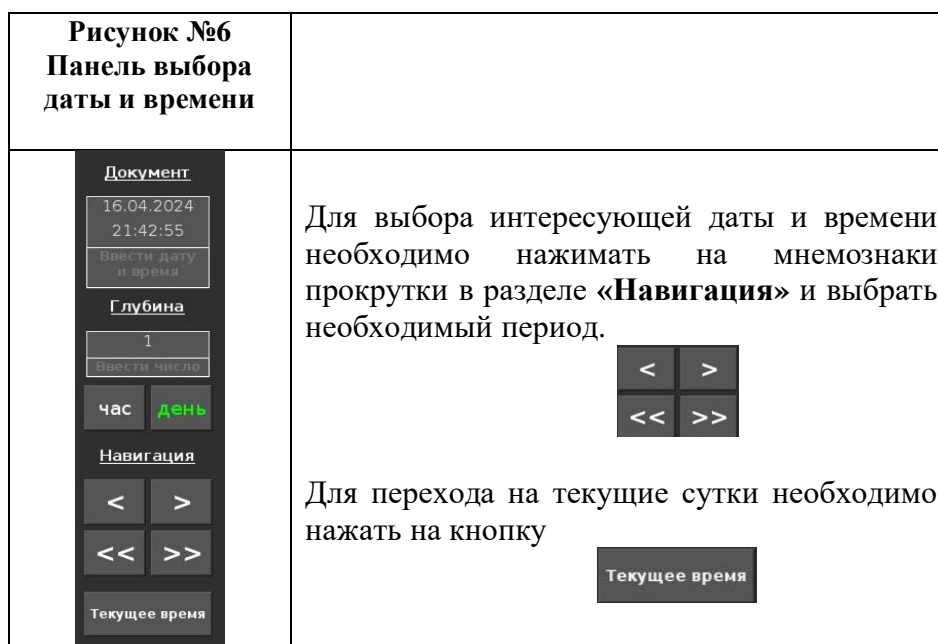 Рисунок №6
Панель выбора
даты и времени
Документ
16.04.2024
21:42:55
Ввести дату
и время
Глубина
1
Ввести число
час день
Навигация
< >
<< >>
Текущее время
Для выбора интересующей даты и времени
необходимо нажимать на мнемознаки
прокрутки в разделе «Навигация» и выбрать
необходимый период.
< >
<< >>
Для перехода на текущие сутки необходимо
нажать на кнопку
Текущее время